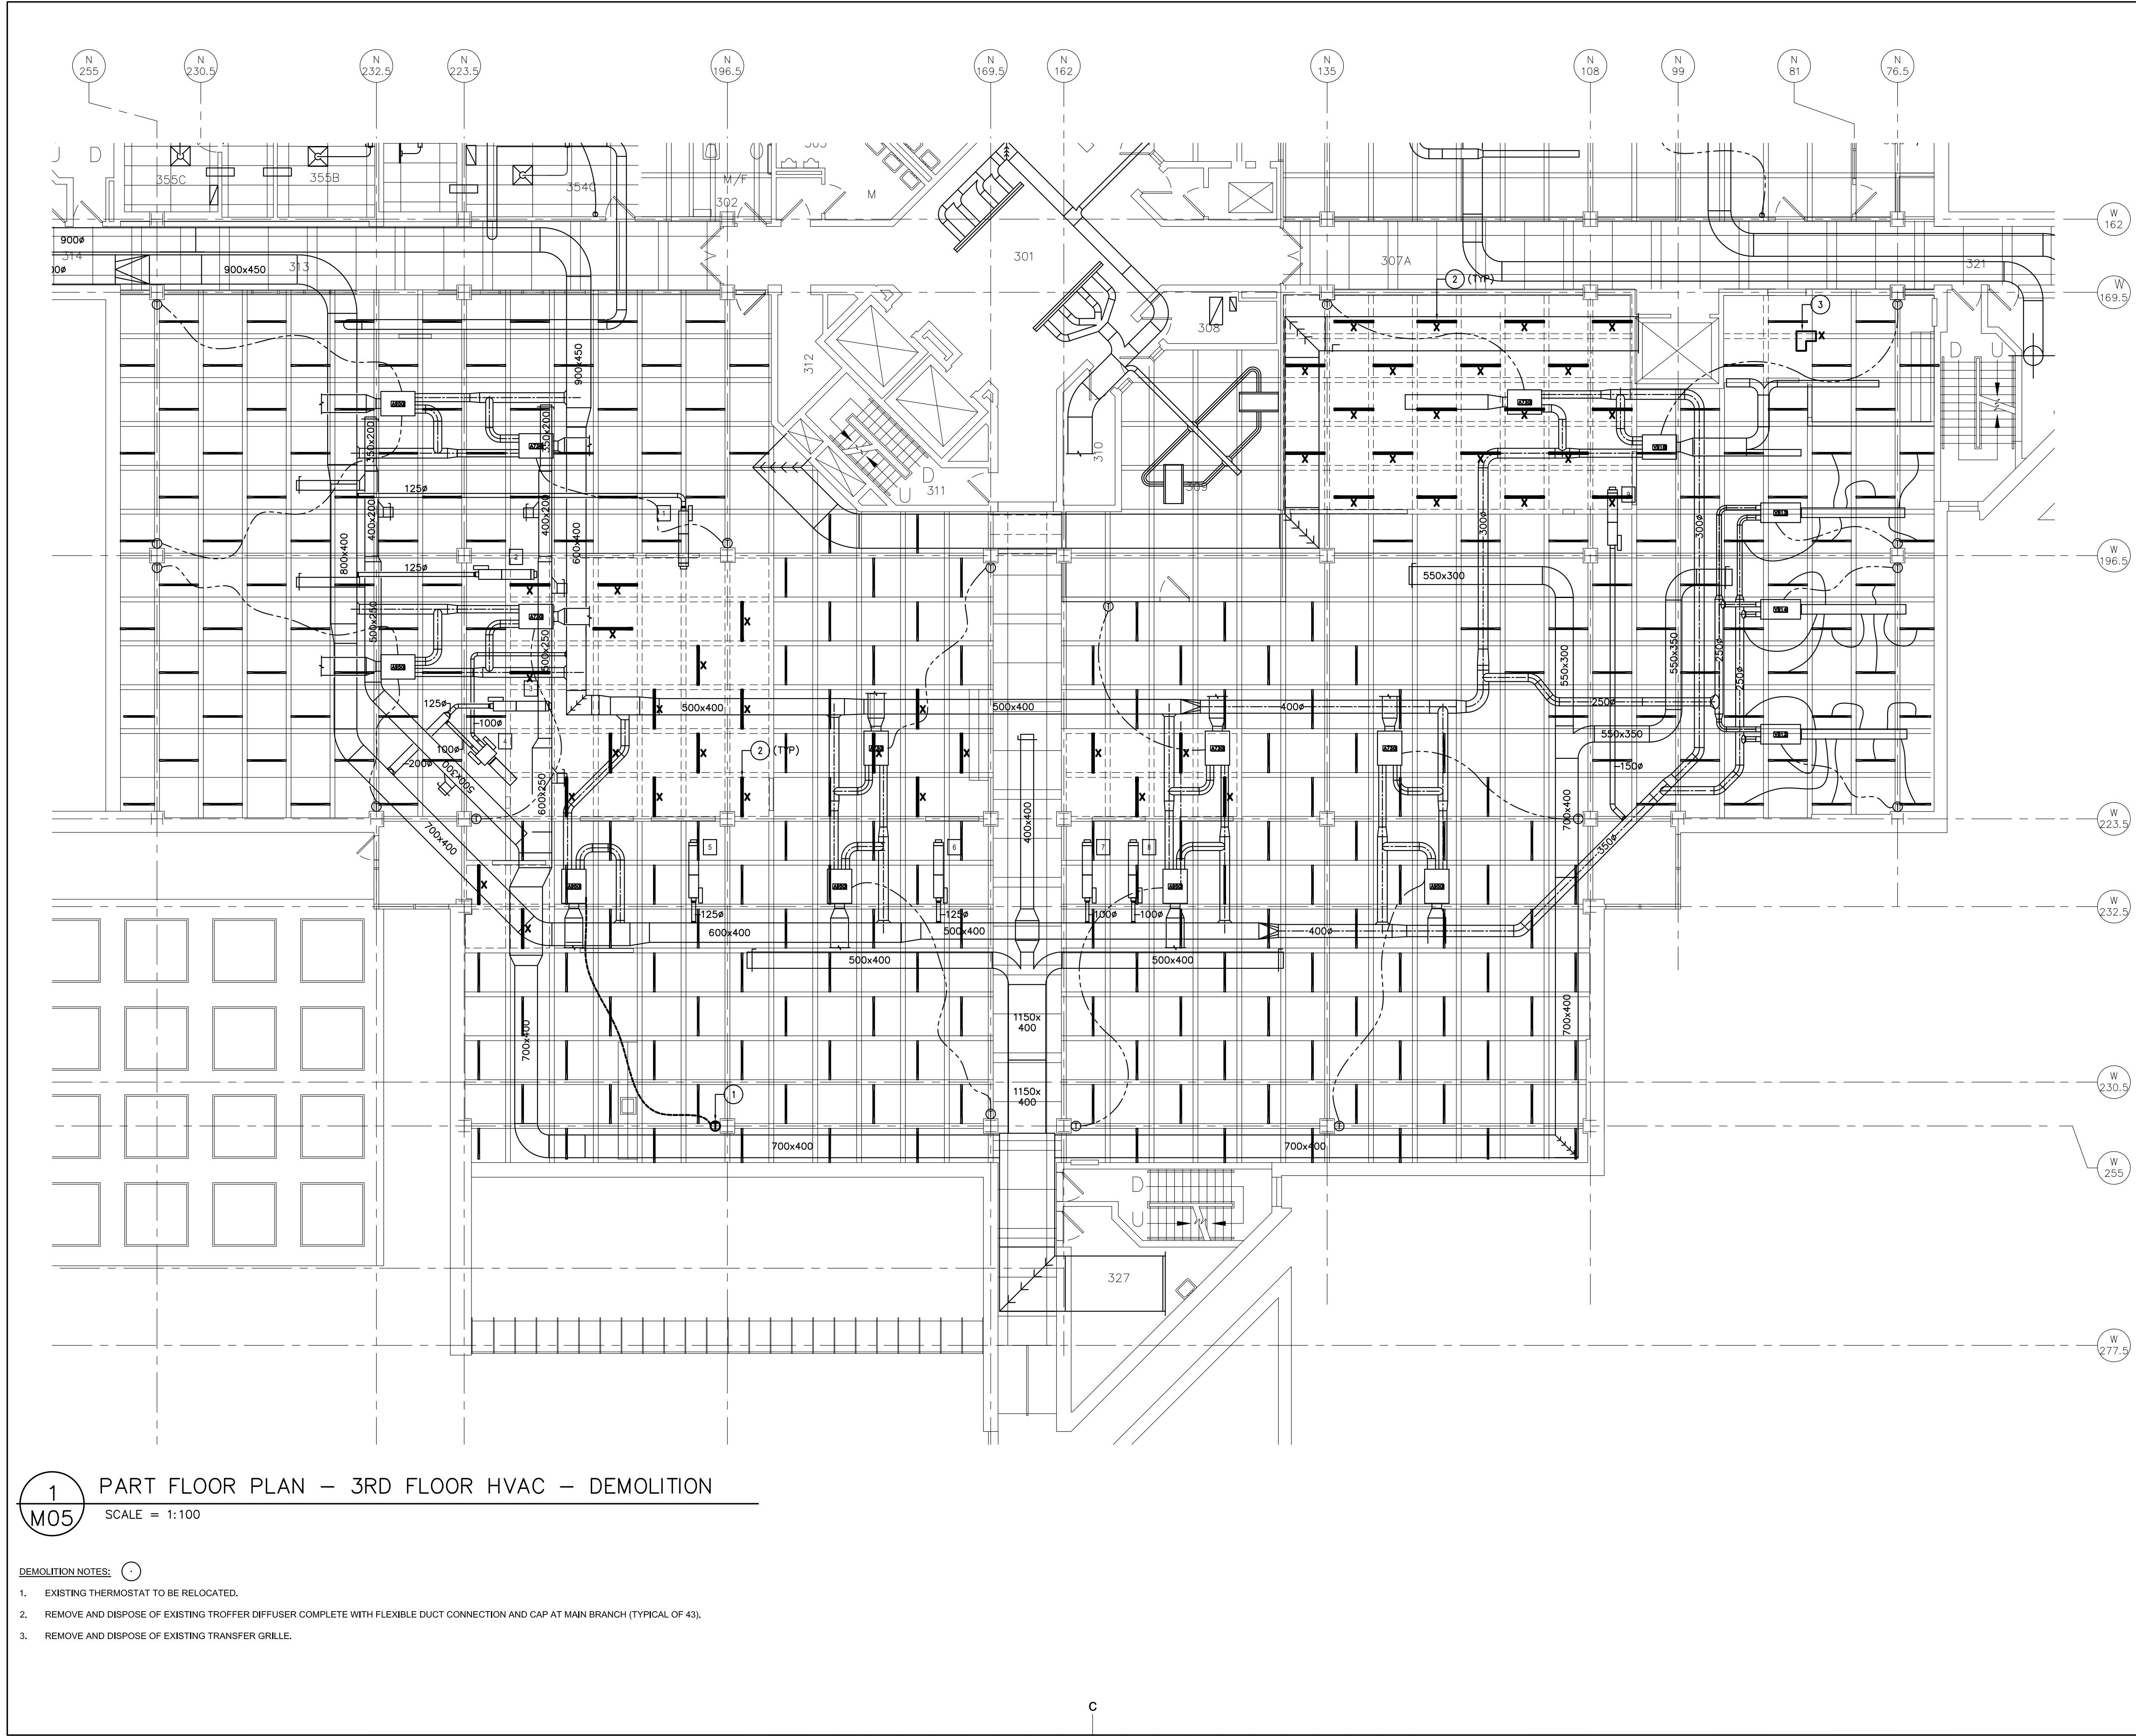 N
255
N
230.5
N
232.5
N
223.5
N
196.5
N
169.5
N
162
N
135
N
108
N
99
N
81
N
76.5
U D
355C
355B
354C
M/F
302
M
W
162
900ø
314
313
900x450
301
307A
321
2 (TYP)
W
169.5
308
3
312
D U
900x450
350x200
350x200
310
309
D
U 311
125ø
1
400x200
400x200
600x400
800x400
300ø
300ø
9
2
125ø
W
196.5
550x300
500x250
500x250
550x300
550x350
250ø
250ø
3
125ø
100ø
500x400
500x400
400ø
250ø
4
100ø
200ø
500x300
2 (TYP)
550x350
150ø
600x250
400x400
700x400
W
223.5
700x400
5
6
7
8
350ø
125ø
125ø
100ø
100ø
W
232.5
600x400
500x400
400ø
500x400
500x400
700x400
1150x
400
700x400
W
230.5
1
1150x
400
700x400
700x400
W
255
D
U
327
W
277.5
1
M05
PART FLOOR PLAN – 3RD FLOOR HVAC – DEMOLITION
SCALE = 1:100
DEMOLITION NOTES:
1. EXISTING THERMOSTAT TO BE RELOCATED.
2. REMOVE AND DISPOSE OF EXISTING TROFFER DIFFUSER COMPLETE WITH FLEXIBLE DUCT CONNECTION AND CAP AT MAIN BRANCH (TYPICAL OF 43).
3. REMOVE AND DISPOSE OF EXISTING TRANSFER GRILLE.
C